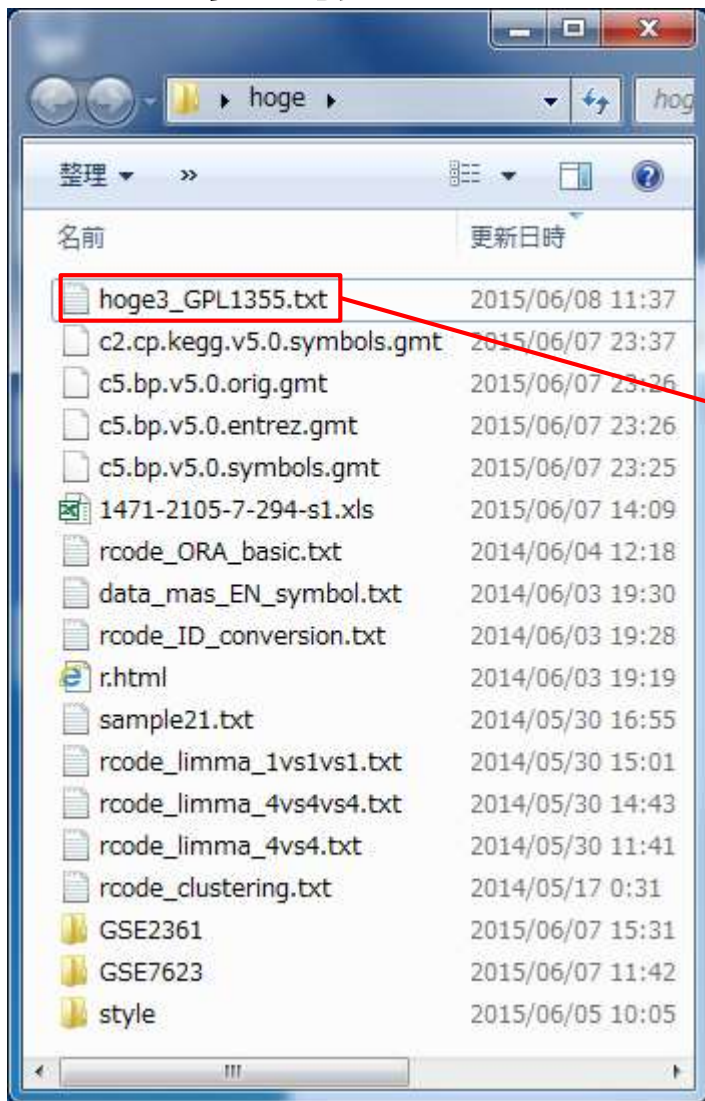 hoge
hog
整理
名前 更新日時
hoge3_GPL1355.txt 2015/06/08 11:37
c2.cp.kegg.v5.0.symbols.gmt 2015/06/07 23:37
c5.bp.v5.0.orig.gmt 2015/06/07 23:26
c5.bp.v5.0.entrez.gmt 2015/06/07 23:26
c5.bp.v5.0.symbols.gmt 2015/06/07 23:25
1471-2105-7-294-s1.xls 2015/06/07 14:09
rcode_ORA_basic.txt 2014/06/04 12:18
data_mas_EN_symbol.txt 2014/06/03 19:30
rcode_ID_conversion.txt 2014/06/03 19:28
r.html 2014/06/03 19:19
sample21.txt 2014/05/30 16:55
rcode_limma_1vs1vs1.txt 2014/05/30 15:01
rcode_limma_4vs4vs4.txt 2014/05/30 14:43
rcode_limma_4vs4.txt 2014/05/30 11:41
rcode_clustering.txt 2014/05/17 0:31
GSE2361 2015/06/07 15:31
GSE7623 2015/06/07 11:42
style 2015/06/05 10:05